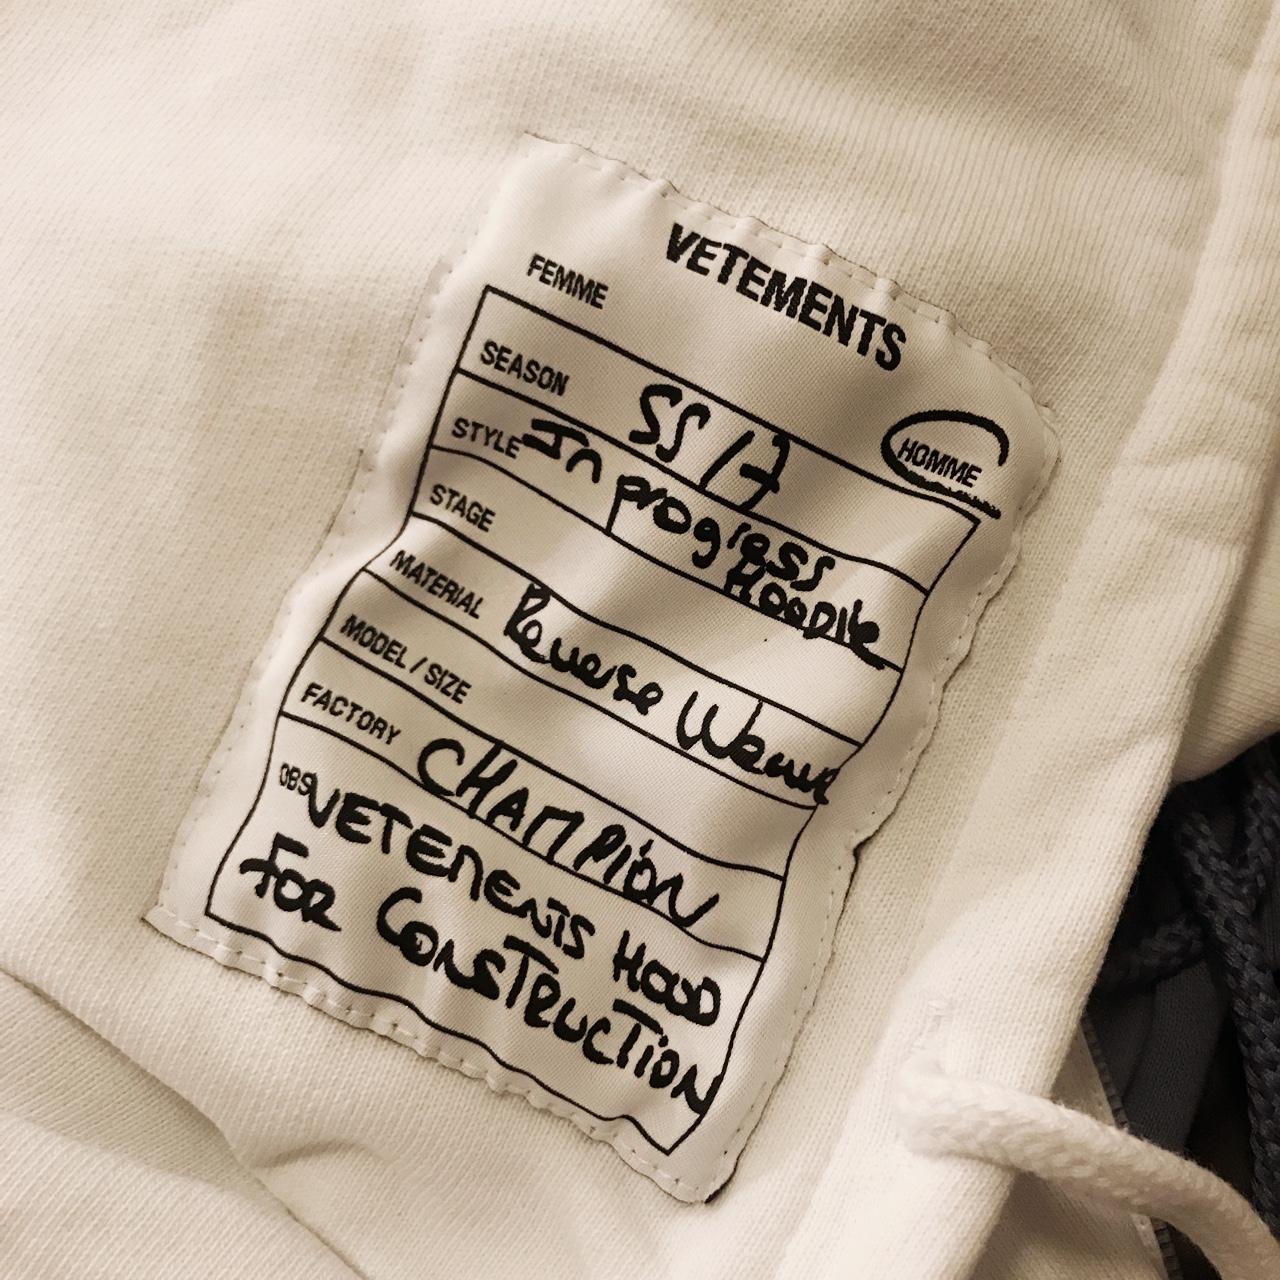 VETEMENTS
FEMME HOMME
SEASON SS17
STYLE In progress
Hoodie
STAGE
MATERIAL Reverse Weave
MODEL / SIZE
FACTORY CHAMPION
OBS VETEMENTS HOOD
FOR CONSTRUCTION